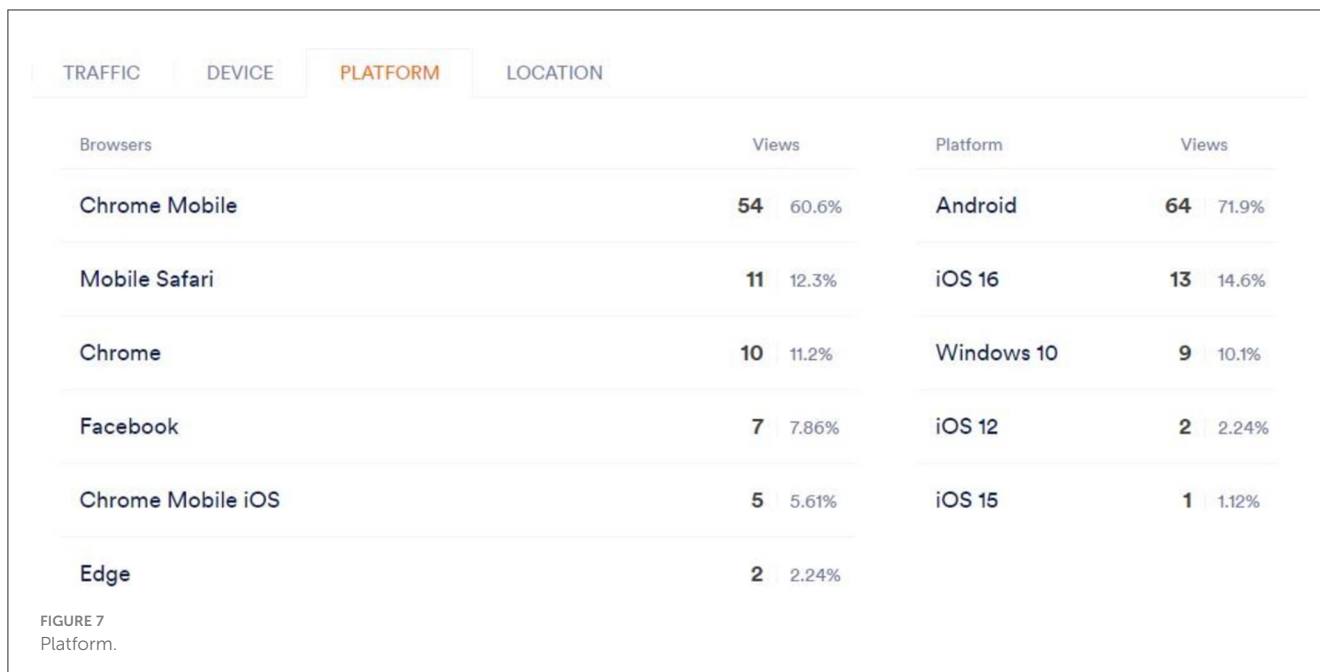 TRAFFIC DEVICE PLATFORM LOCATION
Browsers Views Platform Views
Chrome Mobile 54 60.6% Android 64 71.9%
Mobile Safari 11 12.3% iOS 16 13 14.6%
Chrome 10 11.2% Windows 10 9 10.1%
Facebook 7 7.86% iOS 12 2 2.24%
Chrome Mobile iOS 5 5.61% iOS 15 1 1.12%
Edge 2 2.24%
FIGURE 7
Platform.